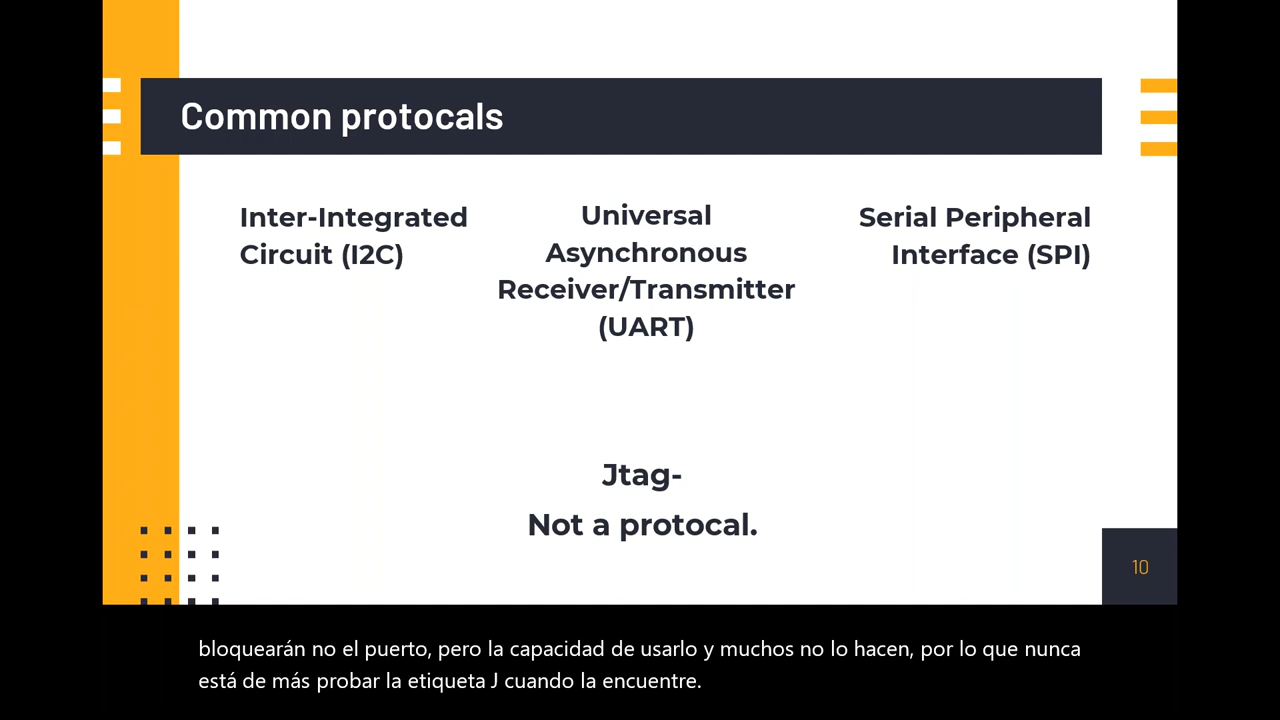 Common protocals
Inter-Integrated
Circuit (I2C)
Universal
Asynchronous
Receiver/Transmitter
(UART)
Serial Peripheral
Interface (SPI)
Jtag-
Not a protocal.
10
bloquearán no el puerto, pero la capacidad de usarlo y muchos no lo hacen, por lo que nunca
está de más probar la etiqueta J cuando la encuentre.